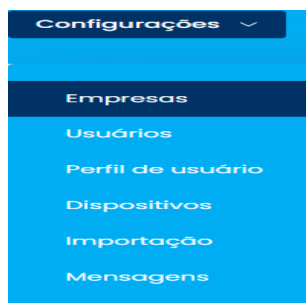 Configurações
Empresas
Usuários
Perfil de usuário
Dispositivos
Importação
Mensagens